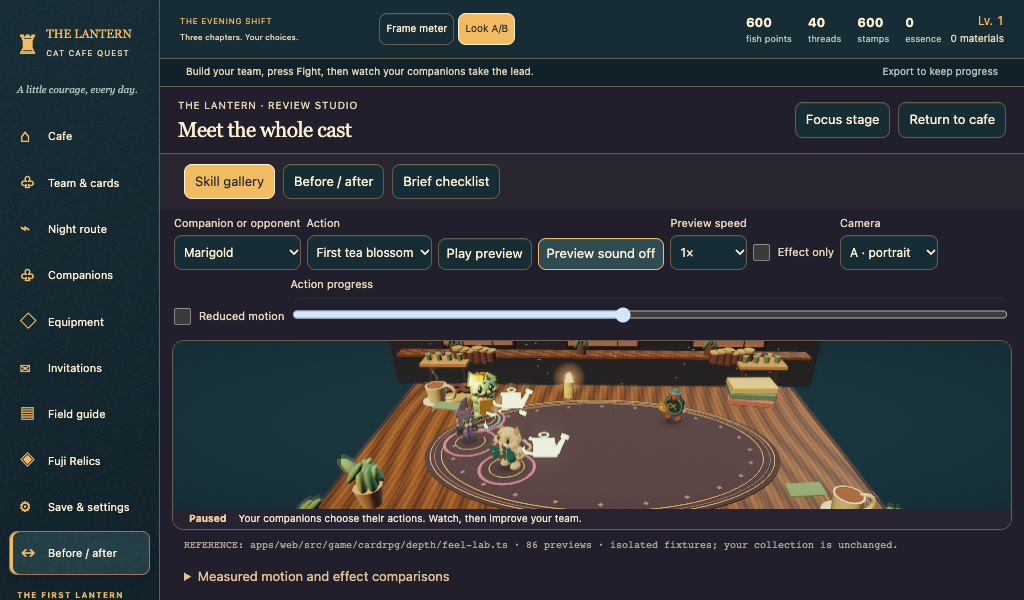 THE LANTERN
CAT CAFE QUEST
A little courage, every day.
Cafe
Team & cards
Night route
Companions
Equipment
Invitations
Field guide
Fuji Relics
Save & settings
Before / after
THE FIRST LANTERN
THE EVENING SHIFT
Three chapters. Your choices.
Frame meter
Look A/B
600
fish points
40
threads
600
stamps
0
essence
Lv. 1
0 materials
Build your team, press Fight, then watch your companions take the lead.
Export to keep progress
THE LANTERN · REVIEW STUDIO
Meet the whole cast
Focus stage
Return to cafe
Skill gallery
Before / after
Brief checklist
Companion or opponent
Marigold
Action
First tea blossom
Play preview
Preview sound off
Preview speed
1×
Effect only
Camera
A · portrait
Reduced motion
Action progress
Paused Your companions choose their actions. Watch, then improve your team.
REFERENCE: apps/web/src/game/cardrpg/depth/feel-lab.ts · 86 previews · isolated fixtures; your collection is unchanged.
Measured motion and effect comparisons